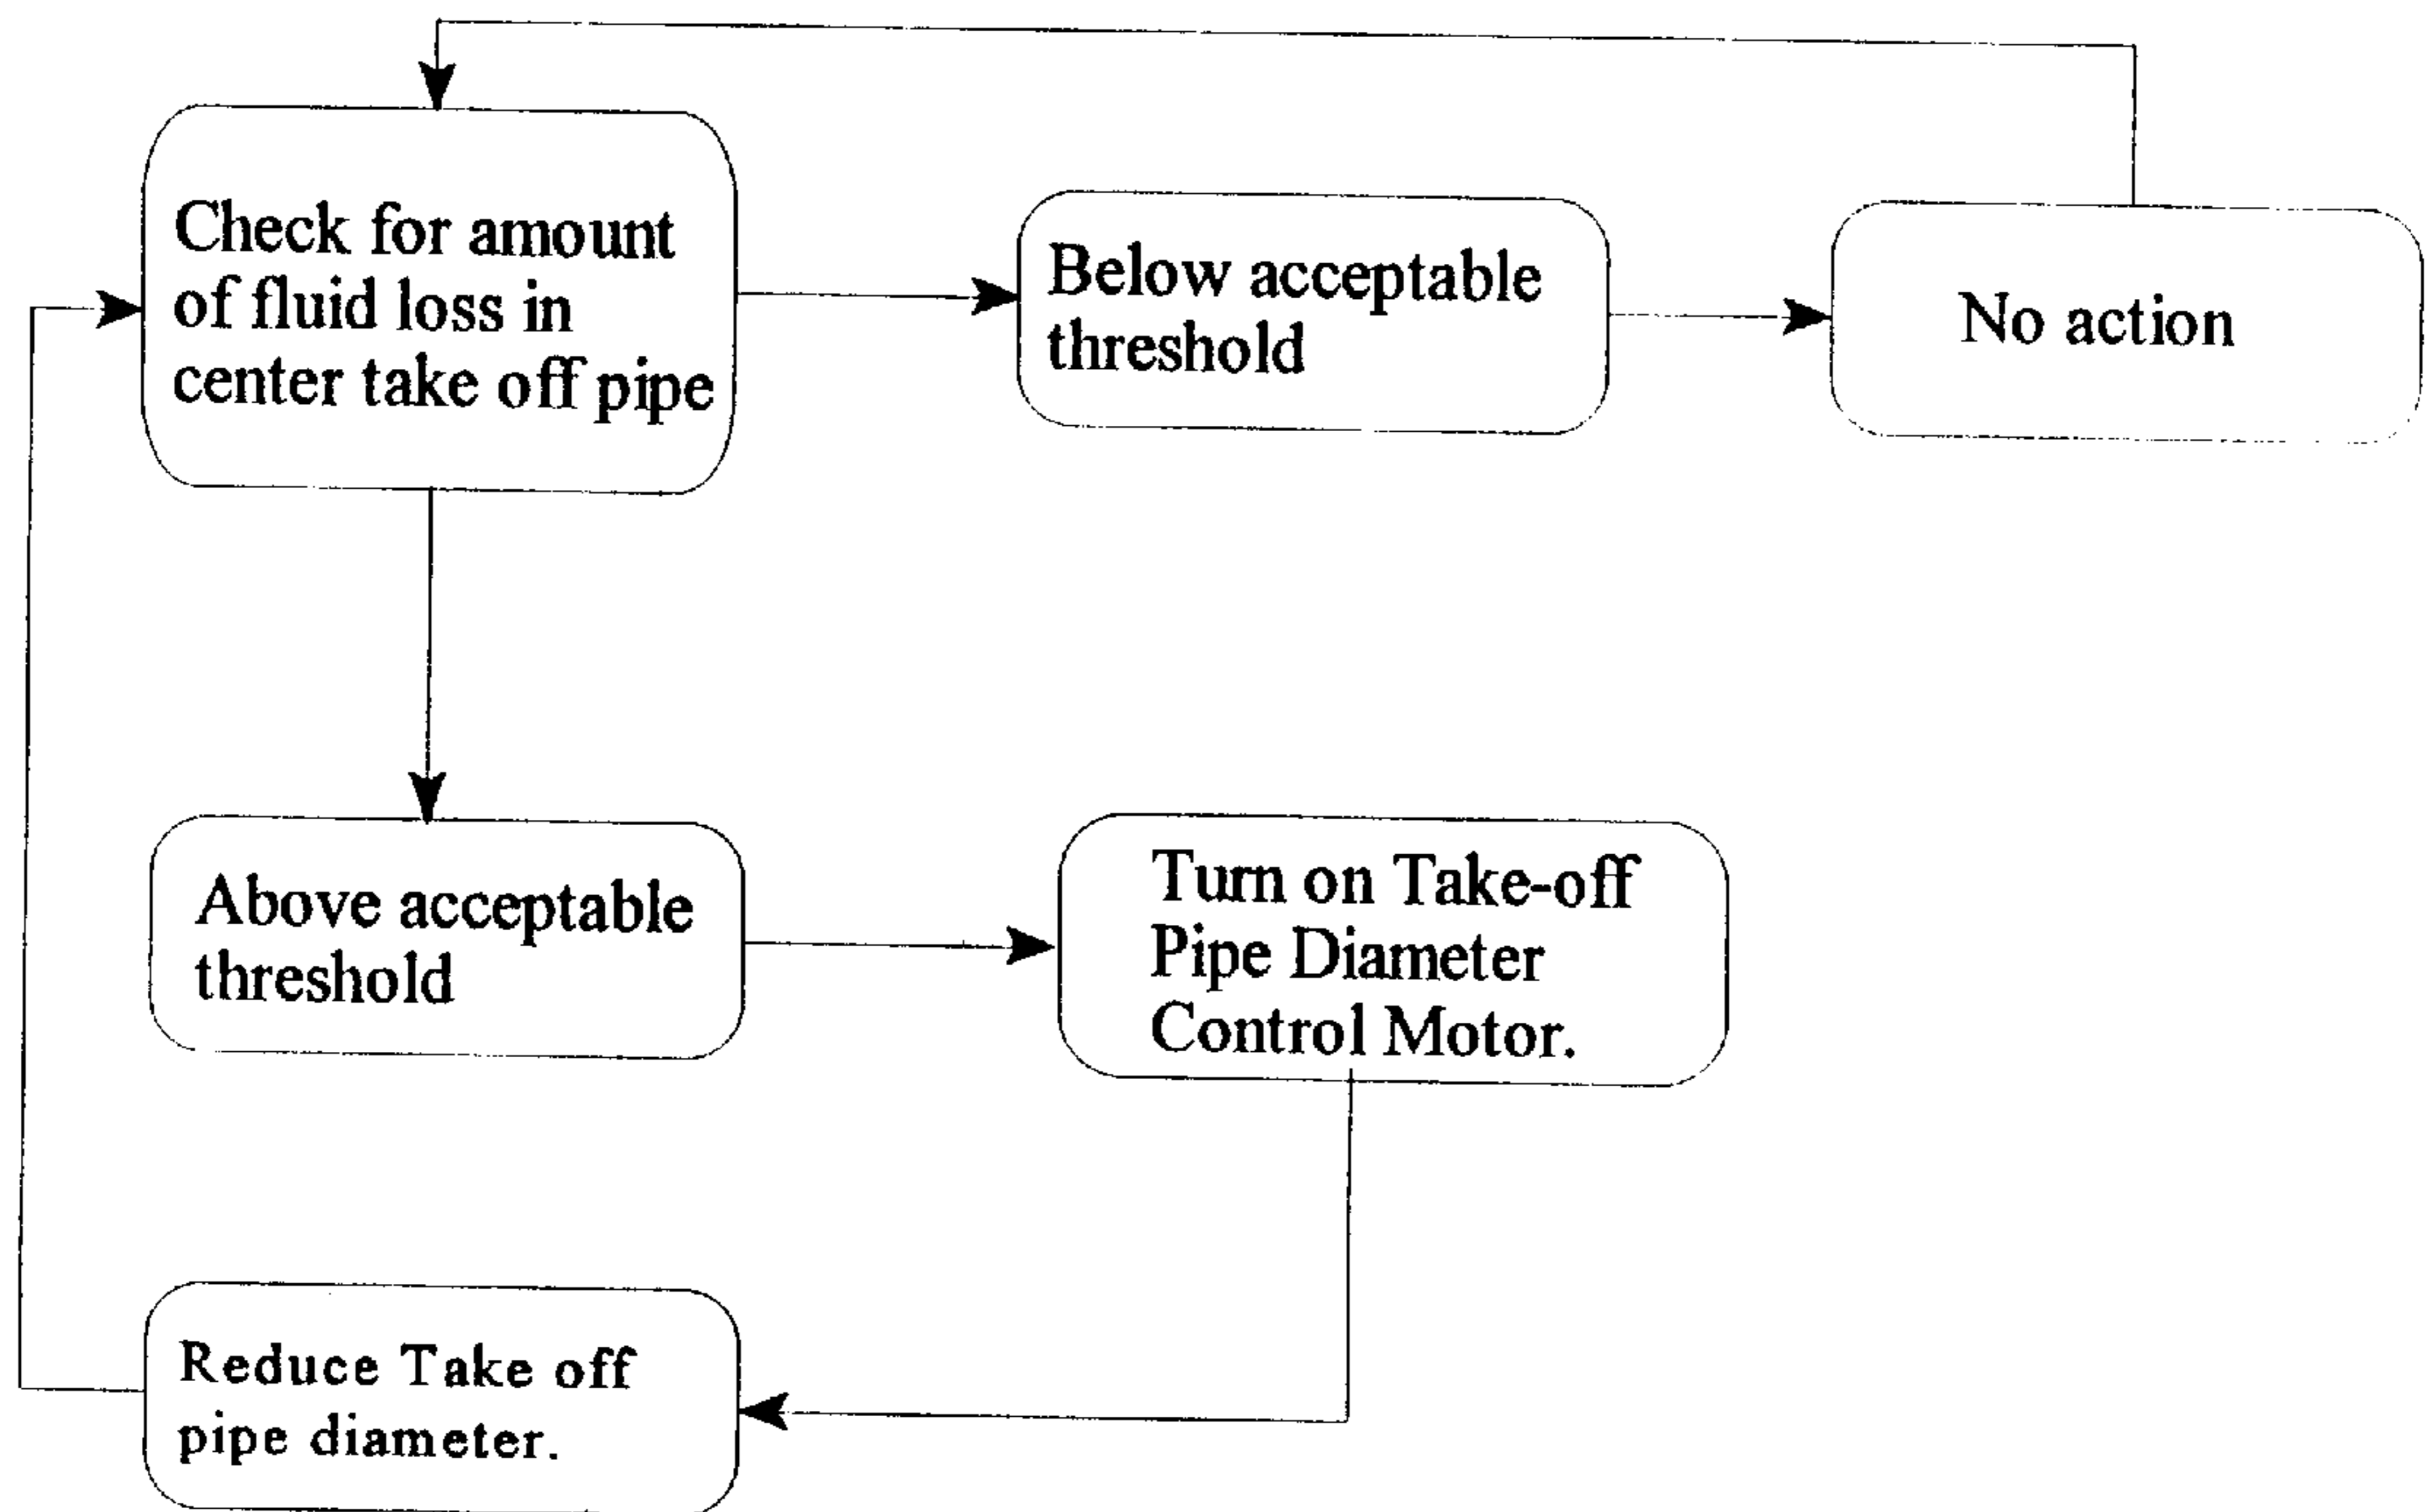 Check for amount
of fluid loss in
center take off pipe
Below acceptable
threshold
No action
Above acceptable
threshold
Turn on Take-off
Pipe Diameter
Control Motor.
Reduce Take off
pipe diameter.